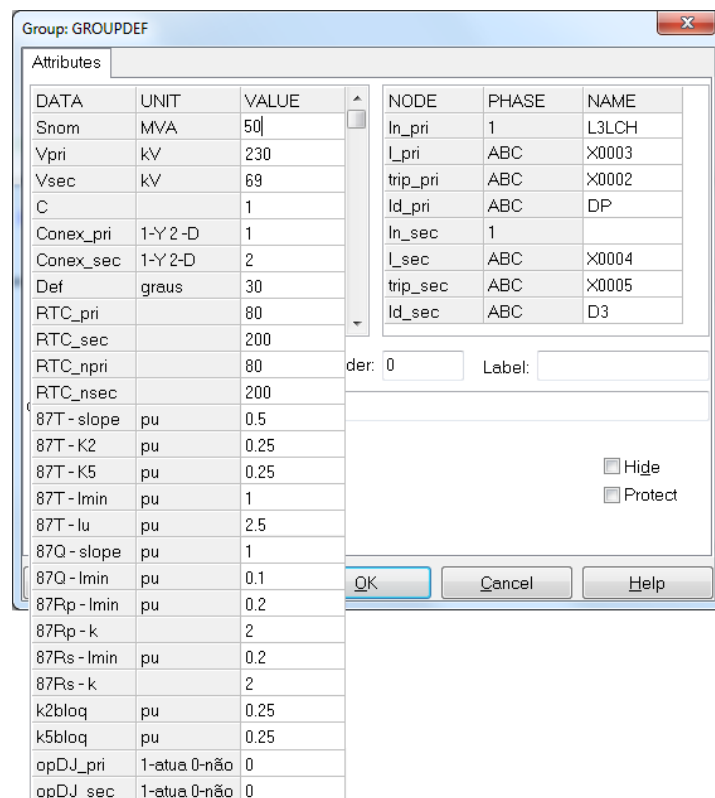 Group: GROUPDEF
Attributes
DATA UNIT VALUE
Snom MVA 50
Vpri kV 230
Vsec kV 69
C 1
Conex_pri 1-Y 2 -D 1
Conex_sec 1-Y 2-D 2
Def graus 30
RTC_pri 80
RTC_sec 200
RTC_npri 80
RTC_nsec 200
87T - slope pu 0.5
87T - K2 pu 0.25
87T - K5 pu 0.25
87T - Imin pu 1
87T - Iu pu 2.5
87Q - slope pu 1
87Q - Imin pu 0.1
87Rp - Imin pu 0.2
87Rp - k 2
87Rs - Imin pu 0.2
87Rs - k 2
k2bloq pu 0.25
k5bloq pu 0.25
opDJ_pri 1-atua 0-não 0
opDJ_sec 1-atua 0-não 0
NODE PHASE NAME
In_pri 1 L3LCH
I_pri ABC X0003
trip_pri ABC X0002
Id_pri ABC DP
In_sec 1
I_sec ABC X0004
trip_sec ABC X0005
Id_sec ABC D3
der: 0 Label:
Hide
Protect
OK Cancel Help